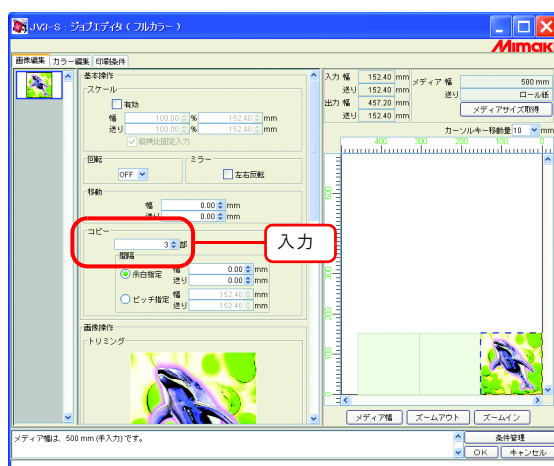 JV3-S : ジョブエディタ ( フルカラー )
Mimaki
画像編集 カラー編集 印刷条件
基本操作
スケール
有効
幅 100.00 % 152.40 mm
送り 100.00 % 152.40 mm
縦横比固定入力
回転
OFF
ミラー
左右反転
移動
幅 0.00 mm
送り 0.00 mm
コピー
3 部
入力
間隔
余白指定 幅 0.00 mm
送り 0.00 mm
ピッチ指定 幅 152.40 mm
送り 152.40 mm
画像操作
トリミング
入力 幅 152.40 mm
送り 152.40 mm
出力 幅 457.20 mm
送り 152.40 mm
メディア 幅 500 mm
送り ロール紙
メディアサイズ取得
カーソルキー移動量 10 mm
400 300 200 100 0
500
400
300
200
100
0
メディア幅 ズームアウト ズームイン
メディア幅は、500 mm (手入力) です。
条件管理
OK キャンセル